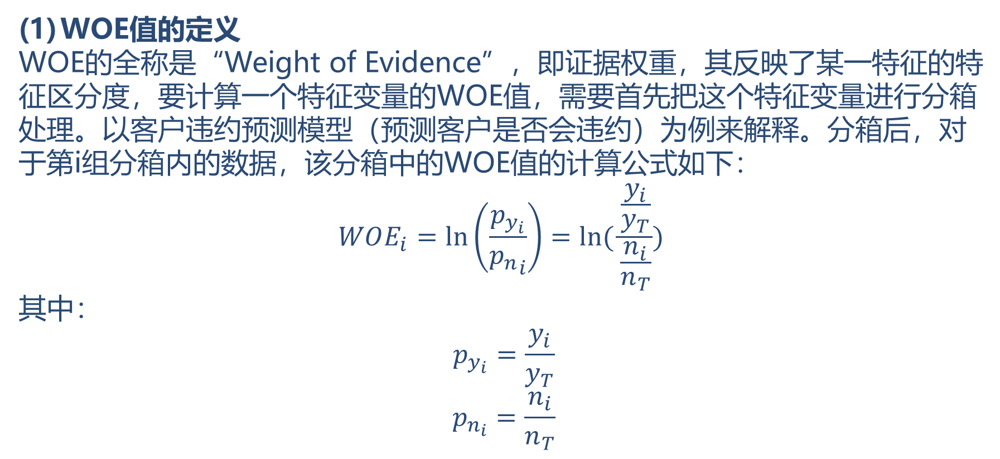 (1) WOE值的定义
WOE的全称是“Weight of Evidence”，即证据权重，其反映了某一特征的特
征区分度，要计算一个特征变量的WOE值，需要首先把这个特征变量进行分箱
处理。以客户违约预测模型（预测客户是否会违约）为例来解释。分箱后，对
于第i组分箱内的数据，该分箱中的WOE值的计算公式如下：
$WOE_i = \ln\left(\frac{p_{y_i}}{p_{n_i}}\right) = \ln(\frac{\frac{y_i}{y_T}}{\frac{n_i}{n_T}})$
其中：
$p_{y_i} = \frac{y_i}{y_T}$
$p_{n_i} = \frac{n_i}{n_T}$